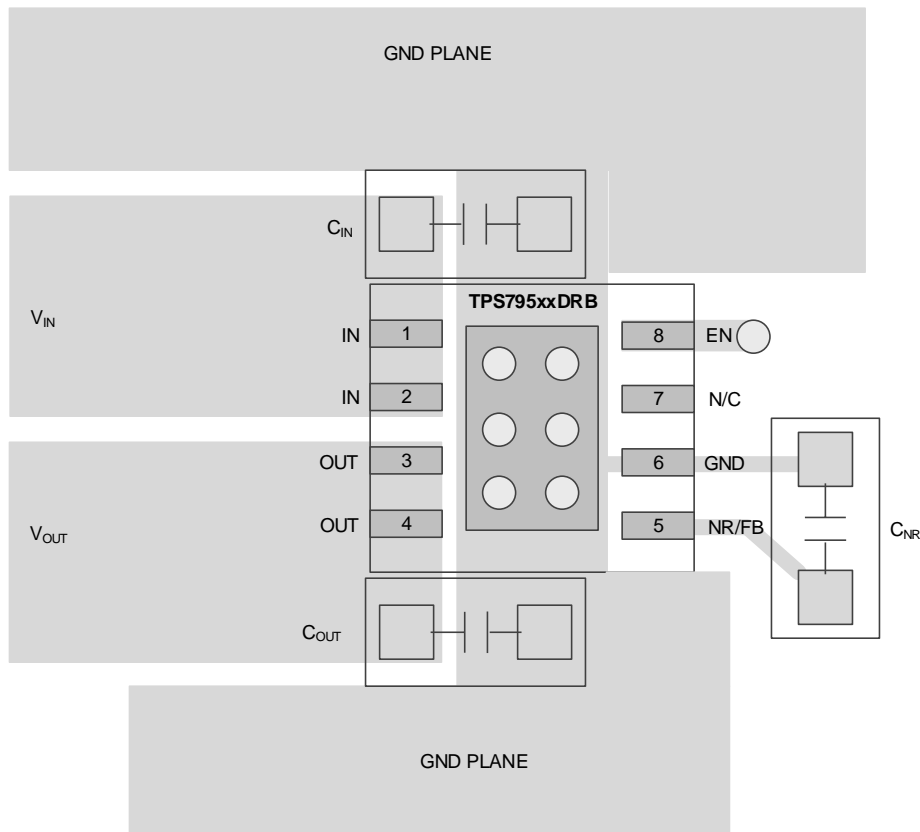 GND PLANE
CIN
TPS795xxDRB
VIN
IN 1
8 EN
IN 2
7 N/C
OUT 3
6 GND
VOUT
OUT 4
5 NR/FB
CNR
COUT
GND PLANE